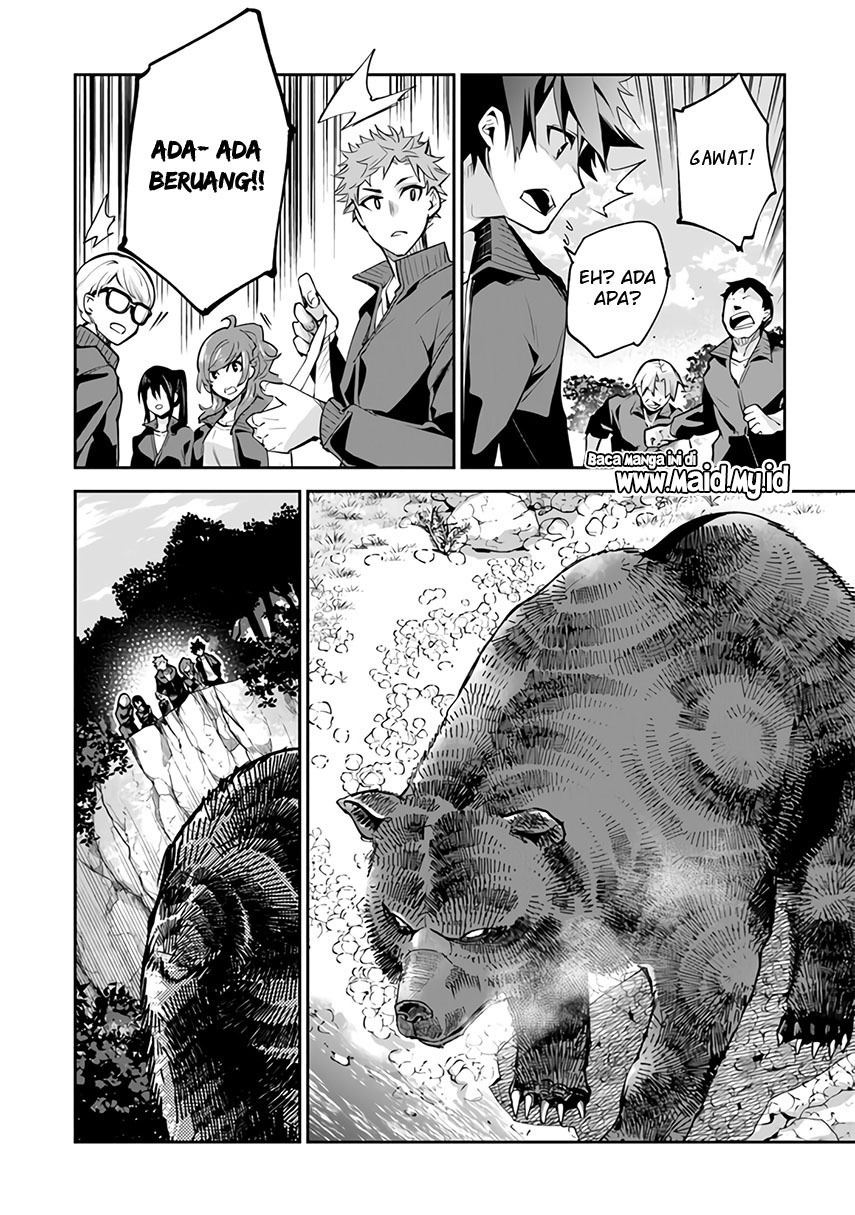 GAWAT!
EH? ADA
APA?
ADA- ADA
BERUANG!!
Baca Manga ini di
www.Maid.My.id